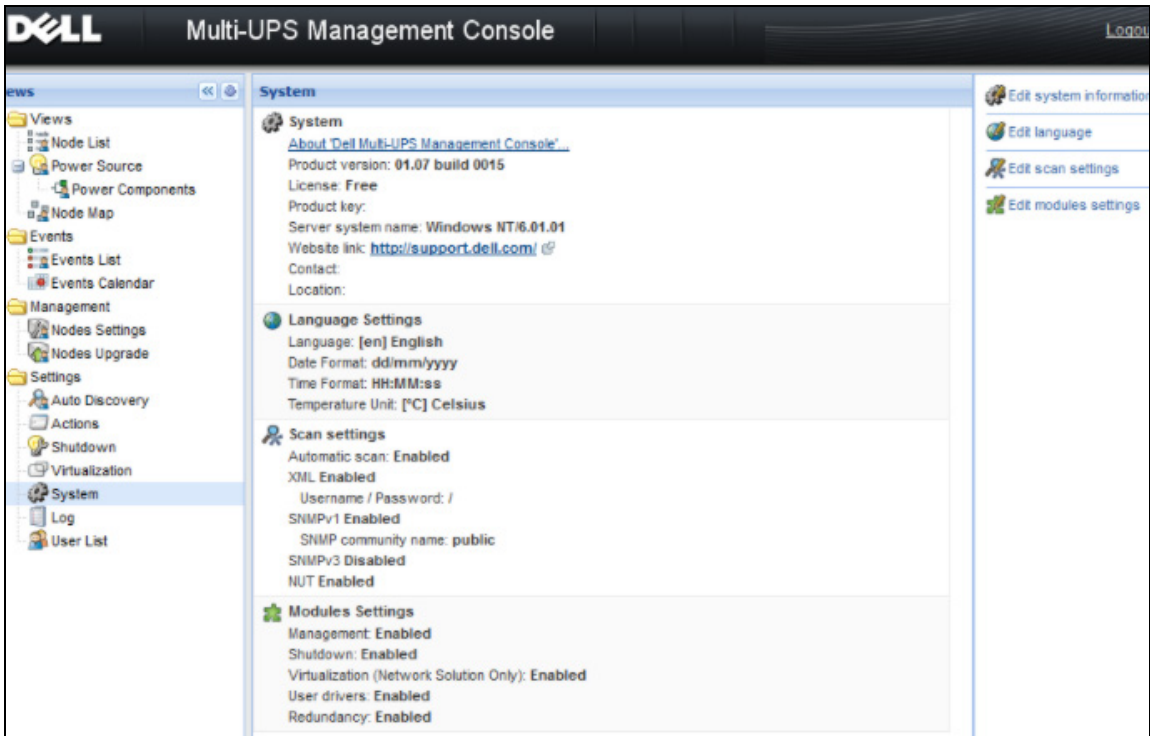 DELL
Multi-UPS Management Console
Logou
ews
Views
Node List
Power Source
Power Components
Node Map
Events
Events List
Events Calendar
Management
Nodes Settings
Nodes Upgrade
Settings
Auto Discovery
Actions
Shutdown
Virtualization
System
Log
User List
System
System
About 'Dell Multi-UPS Management Console'...
Product version: 01.07 build 0015
License: Free
Product key:
Server system name: Windows NT/6.01.01
Website link: http://support.dell.com/
Contact:
Location:
Language Settings
Language: [en] English
Date Format: dd/mm/yyyy
Time Format: HH:MM:ss
Temperature Unit: [°C] Celsius
Scan settings
Automatic scan: Enabled
XML Enabled
Username / Password: /
SNMPv1 Enabled
SNMP community name: public
SNMPv3 Disabled
NUT Enabled
Modules Settings
Management: Enabled
Shutdown: Enabled
Virtualization (Network Solution Only): Enabled
User drivers: Enabled
Redundancy: Enabled
Edit system information
Edit language
Edit scan settings
Edit modules settings